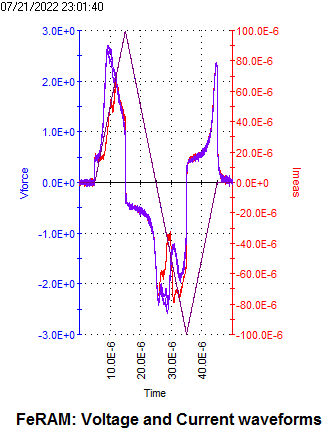 07/21/2022 23:01:40
3.0E+0
2.0E+0
1.0E+0
0.0E+0
-1.0E+0
-2.0E+0
-3.0E+0
Vforce
100.0E-6
80.0E-6
60.0E-6
40.0E-6
20.0E-6
0.0E+0
-20.0E-6
-40.0E-6
-60.0E-6
-80.0E-6
-100.0E-6
Imeas
10.0E-6
20.0E-6
30.0E-6
40.0E-6
Time
FeRAM: Voltage and Current waveforms